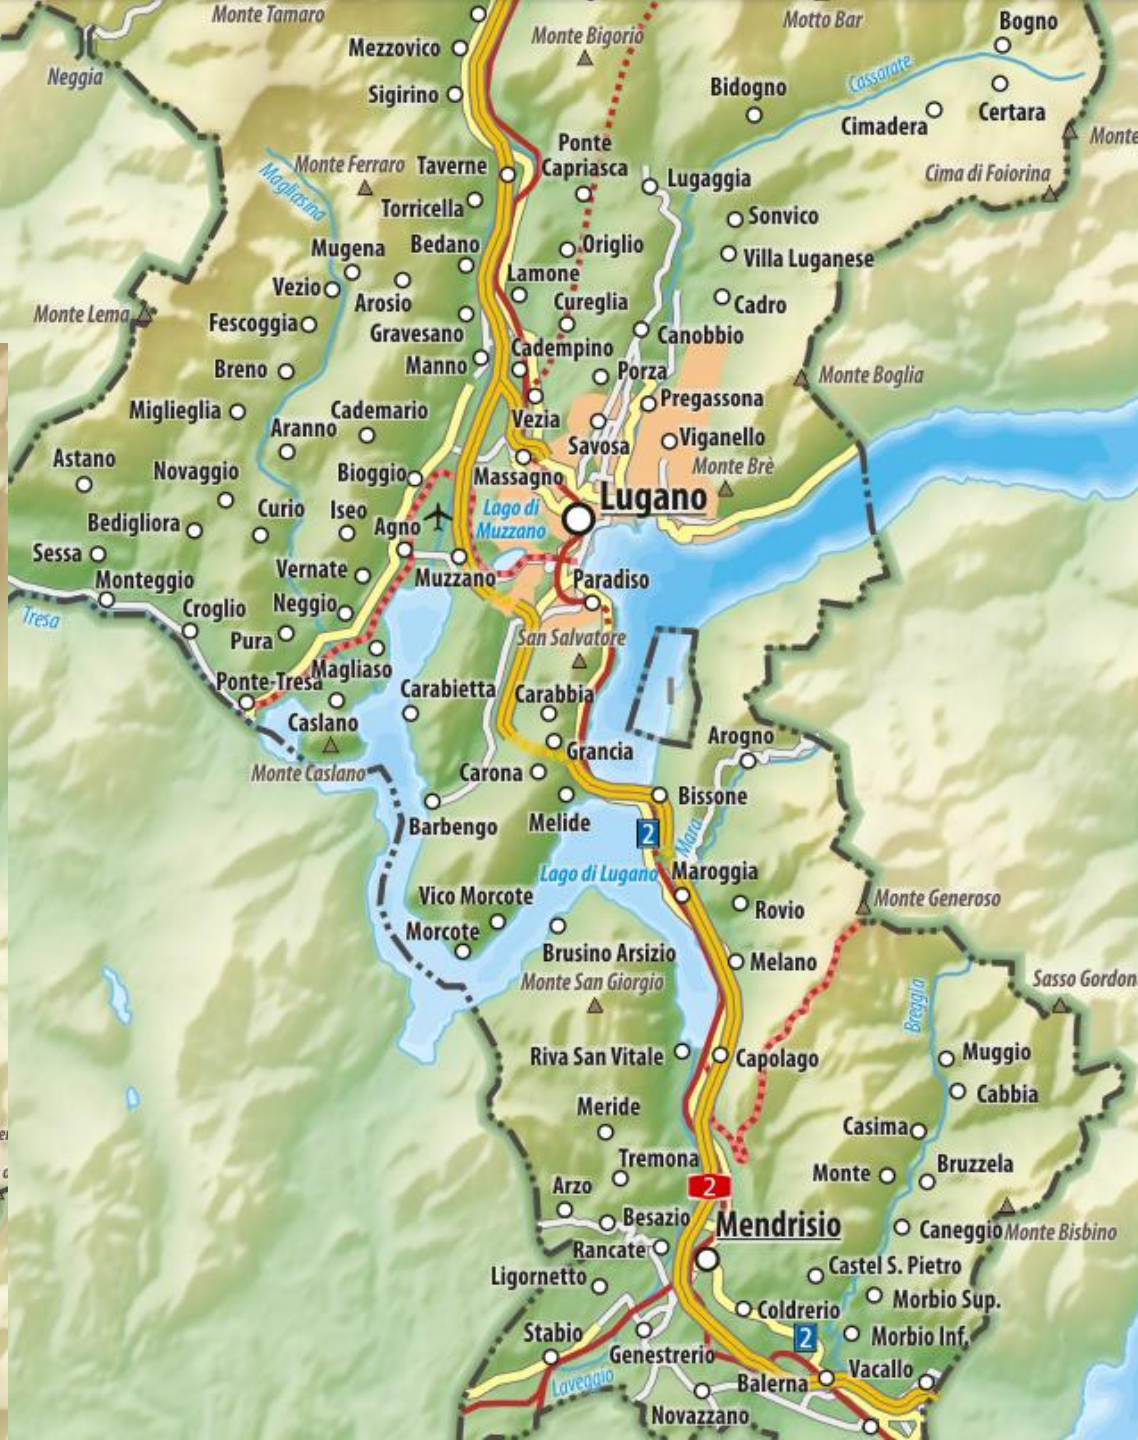 Monte Tamaro
Motto Bar
Bogno
Mezzovico
Monte Bigorio
Neggia
Cassarate
Bidogno
Sigirino
Certara
Cimadera
Monte
Ponte
Capriasca
Monte Ferraro
Taverne
Cima di Foiorina
Lugaggia
Magliasina
Torricella
Sonvico
Mugena
Bedano
Origlio
Villa Luganese
Lamone
Vezio
Arosio
Cureglia
Cadro
Monte Lema
Fescoggia
Gravesano
Canobbio
Cadempino
Manno
Breno
Porza
Monte Boglia
Pregassona
Miglieglia
Cademario
Vezia
Aranno
Savosa
Viganello
Astano
Novaggio
Bioggio
Massagno
Monte Brè
Lugano
Curio
Iseo
Lago di
Muzzano
Bedigliora
Agno
Sessa
Monteggio
Vernate
Muzzano
Paradiso
Croglio
Neggio
Tresa
Pura
San Salvatore
Magliaso
Ponte-Tresa
Carabietta
Carabbia
Caslano
Arogno
Grancia
Monte Caslano
Carona
Bissone
Barbengo
Melide
2
Mara
Lago di Lugano
Maroggia
Vico Morcote
Monte Generoso
Rovio
Morcote
Brusino Arsizio
Melano
Monte San Giorgio
Sasso Gordon
Breggia
Riva San Vitale
Capolago
Muggio
Cabbia
Meride
Casima
Tremona
Bruzzela
Monte
Arzo
2
Besazio
Mendrisio
Caneggio
Monte Bisbino
Rancate
Castel S. Pietro
Ligornetto
Morbio Sup.
Coldrerio
Stabio
2
Morbio Inf.
Genestrerio
Vacallo
Laveggio
Balerna
Novazzano